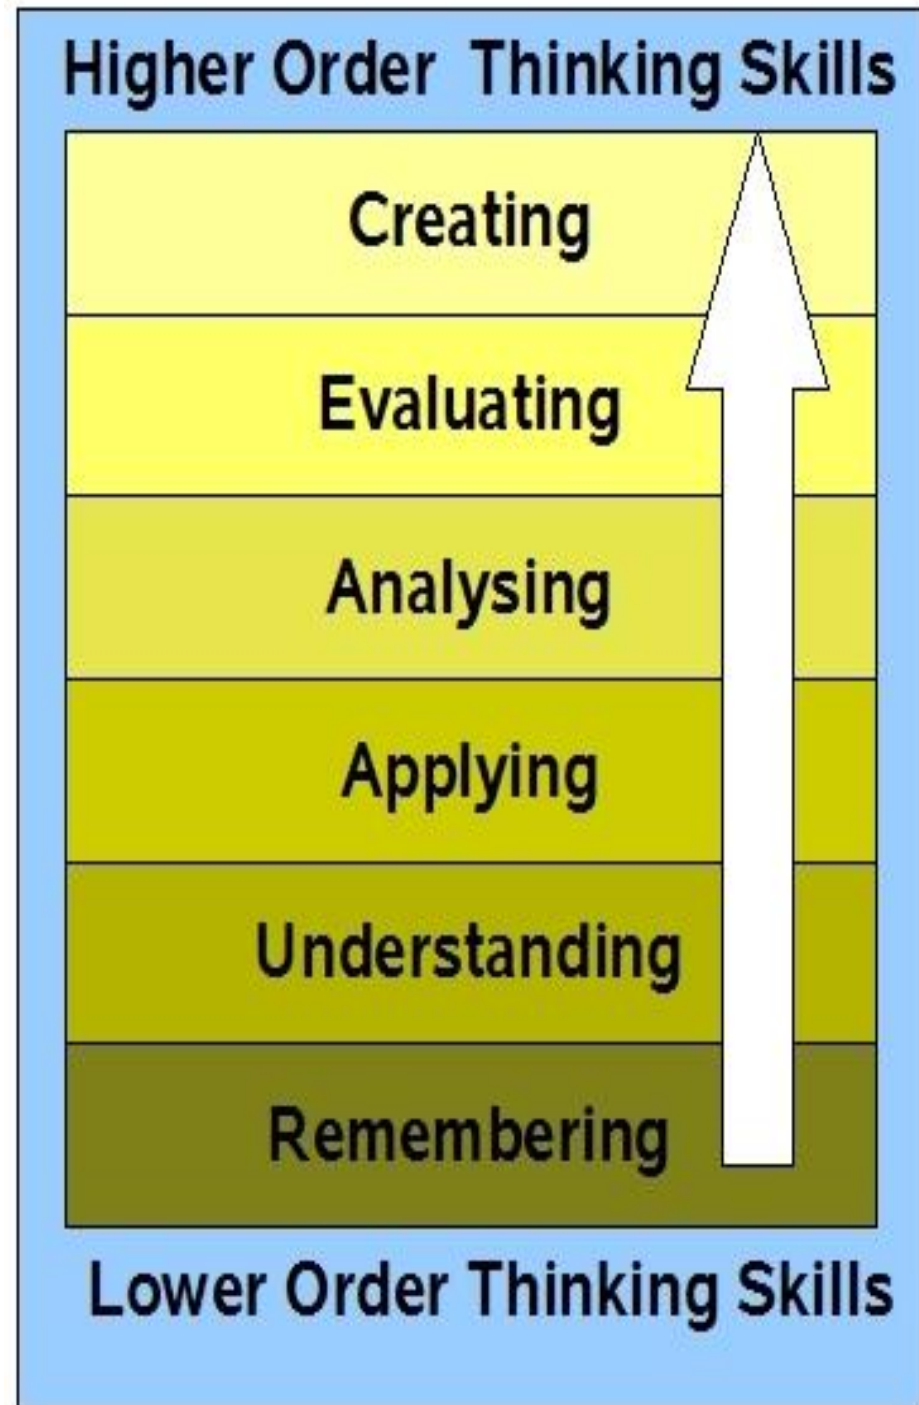 Higher Order Thinking Skills
Creating
Evaluating
Analysing
Applying
Understanding
Remembering
Lower Order Thinking Skills